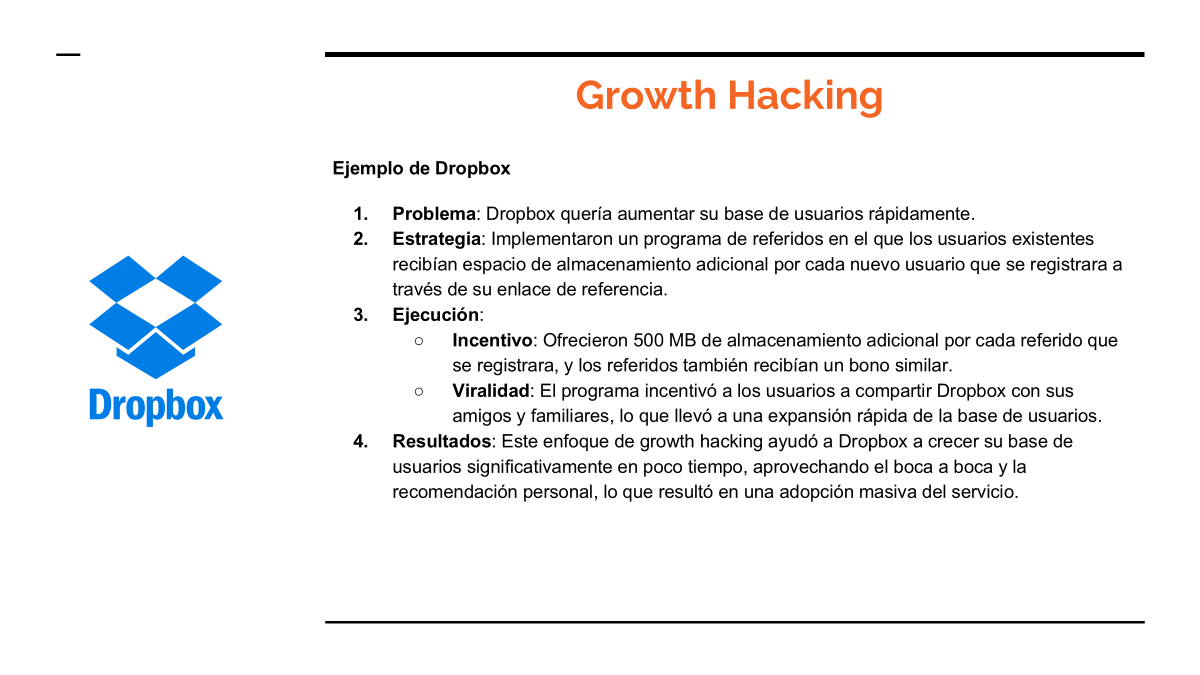 Growth Hacking
Ejemplo de Dropbox
1. Problema: Dropbox quería aumentar su base de usuarios rápidamente.
2. Estrategia: Implementaron un programa de referidos en el que los usuarios existentes
recibían espacio de almacenamiento adicional por cada nuevo usuario que se registrara a
través de su enlace de referencia.
3. Ejecución:
○ Incentivo: Ofrecieron 500 MB de almacenamiento adicional por cada referido que
se registrara, y los referidos también recibían un bono similar.
○ Viralidad: El programa incentivó a los usuarios a compartir Dropbox con sus
amigos y familiares, lo que llevó a una expansión rápida de la base de usuarios.
4. Resultados: Este enfoque de growth hacking ayudó a Dropbox a crecer su base de
usuarios significativamente en poco tiempo, aprovechando el boca a boca y la
recomendación personal, lo que resultó en una adopción masiva del servicio.
Dropbox